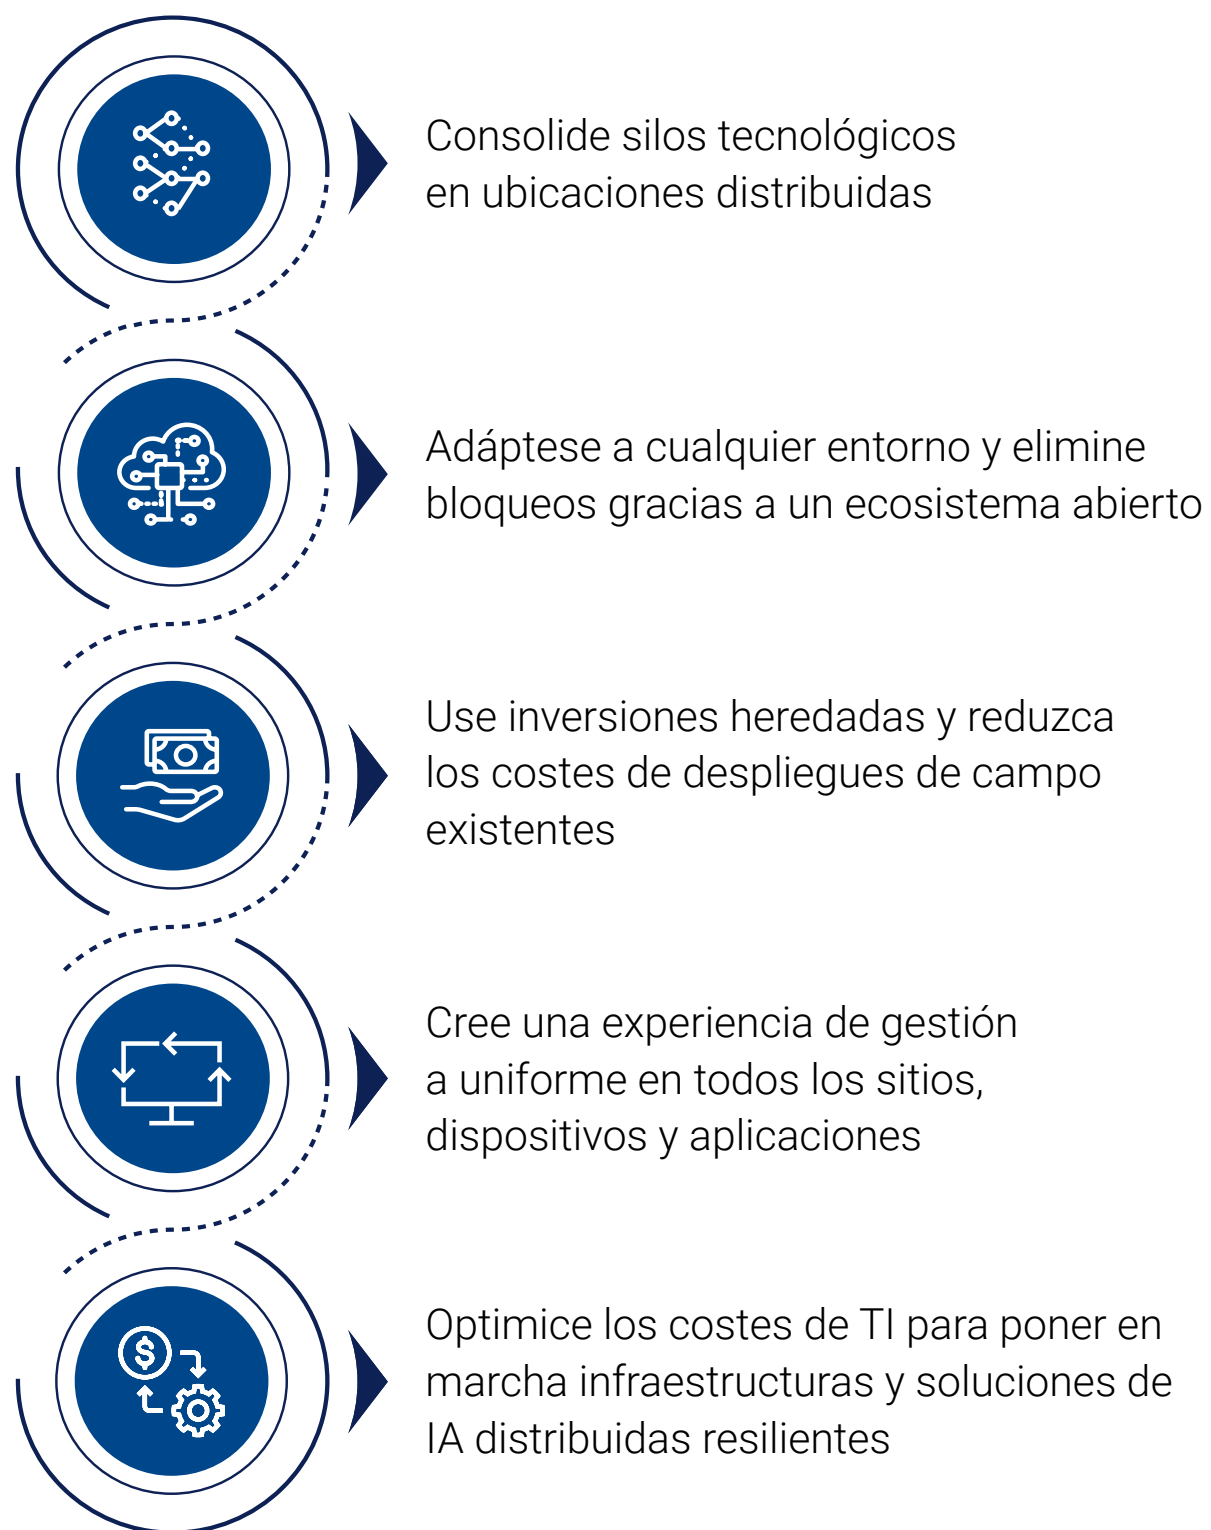 Consolide silos tecnológicos
en ubicaciones distribuidas
Adáptese a cualquier entorno y elimine
bloqueos gracias a un ecosistema abierto
Use inversiones heredadas y reduzca
los costes de despliegues de campo
existentes
Cree una experiencia de gestión
a uniforme en todos los sitios,
dispositivos y aplicaciones
$
Optimice los costes de TI para poner en
marcha infraestructuras y soluciones de
IA distribuidas resilientes